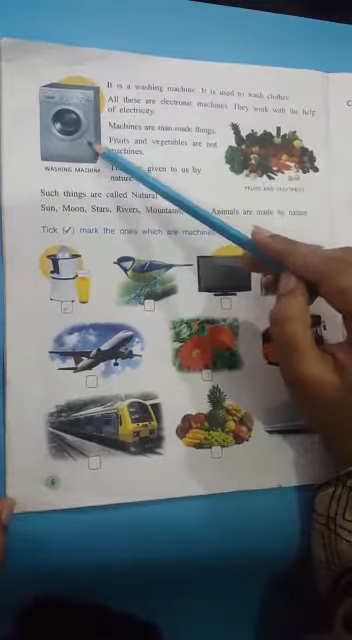 It is a washing machine. It is used to wash clothes
All these are electronic machines. They work with the help
of electricity.
Machines are man-made things.
Fruits and vegetables are not
machines.
given to us by
nature
WASHING MACHINE
FRUITS AND VEGETABLES
Such things are called Natural
Sun, Moon, Stars, Rivers, Mountains, Animals are made by nature
Tick (✓) mark the ones which are machines
6